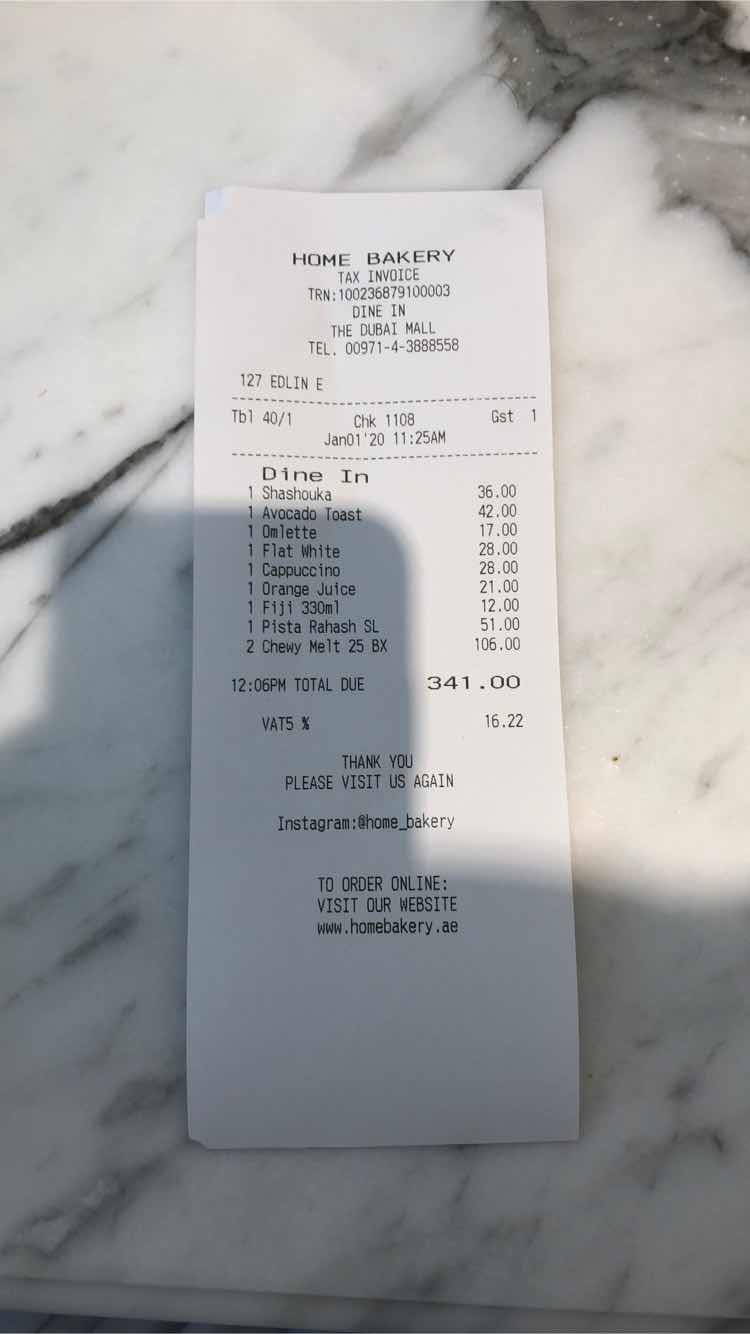 HOME BAKERY
TAX INVOICE
TRN:100236879100003
DINE IN
THE DUBAI MALL
TEL. 00971-4-3888558
127 EDLIN E
Tbl 40/1 Chk 1108 Gst 1
Jan01'20 11:25AM
Dine In
1 Shashouka 36.00
1 Avocado Toast 42.00
1 Omlette 17.00
1 Flat White 28.00
1 Cappuccino 28.00
1 Orange Juice 21.00
1 Fiji 330ml 12.00
1 Pista Rahash SL 51.00
2 Chewy Melt 25 BX 106.00
12:06PM TOTAL DUE 341.00
VAT5 % 16.22
THANK YOU
PLEASE VISIT US AGAIN
Instagram:@home_bakery
TO ORDER ONLINE:
VISIT OUR WEBSITE
www.homebakery.ae